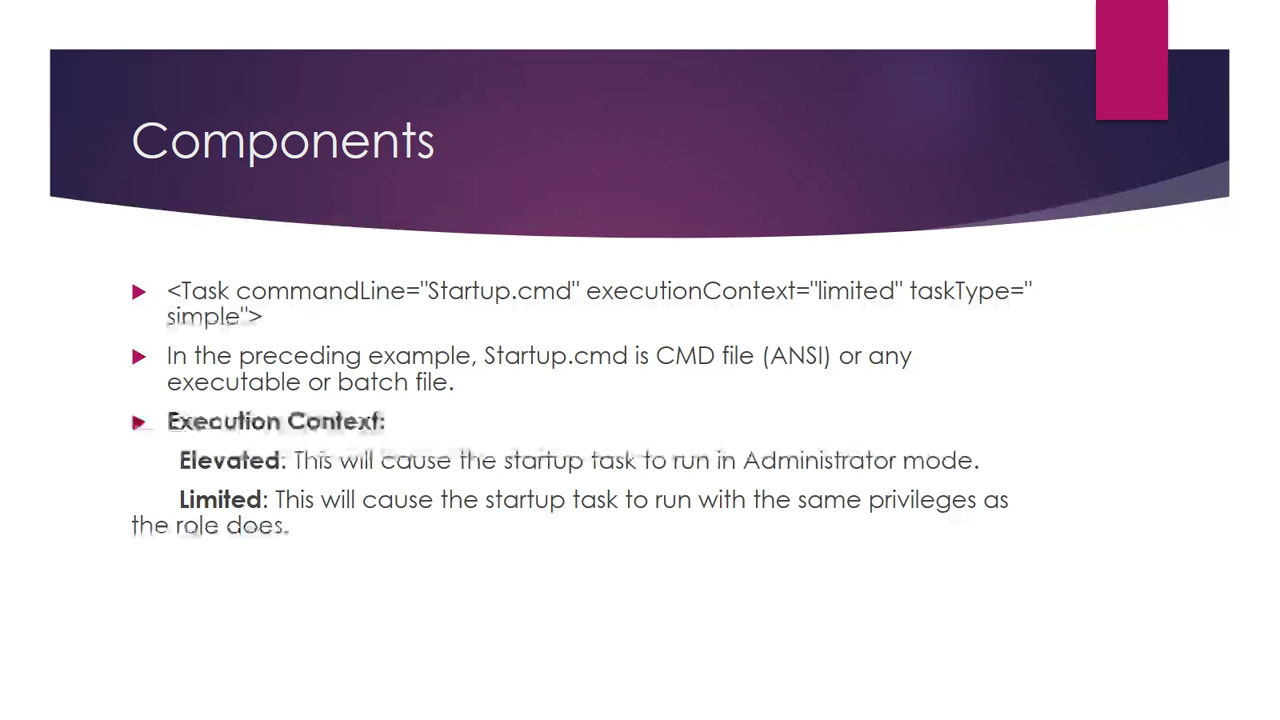 Components
<Task commandLine="Startup.cmd" executionContext="limited" taskType="
simple">
In the preceding example, Startup.cmd is CMD file (ANSI) or any
executable or batch file.
Execution Context:
Elevated: This will cause the startup task to run in Administrator mode.
Limited: This will cause the startup task to run with the same privileges as
the role does.